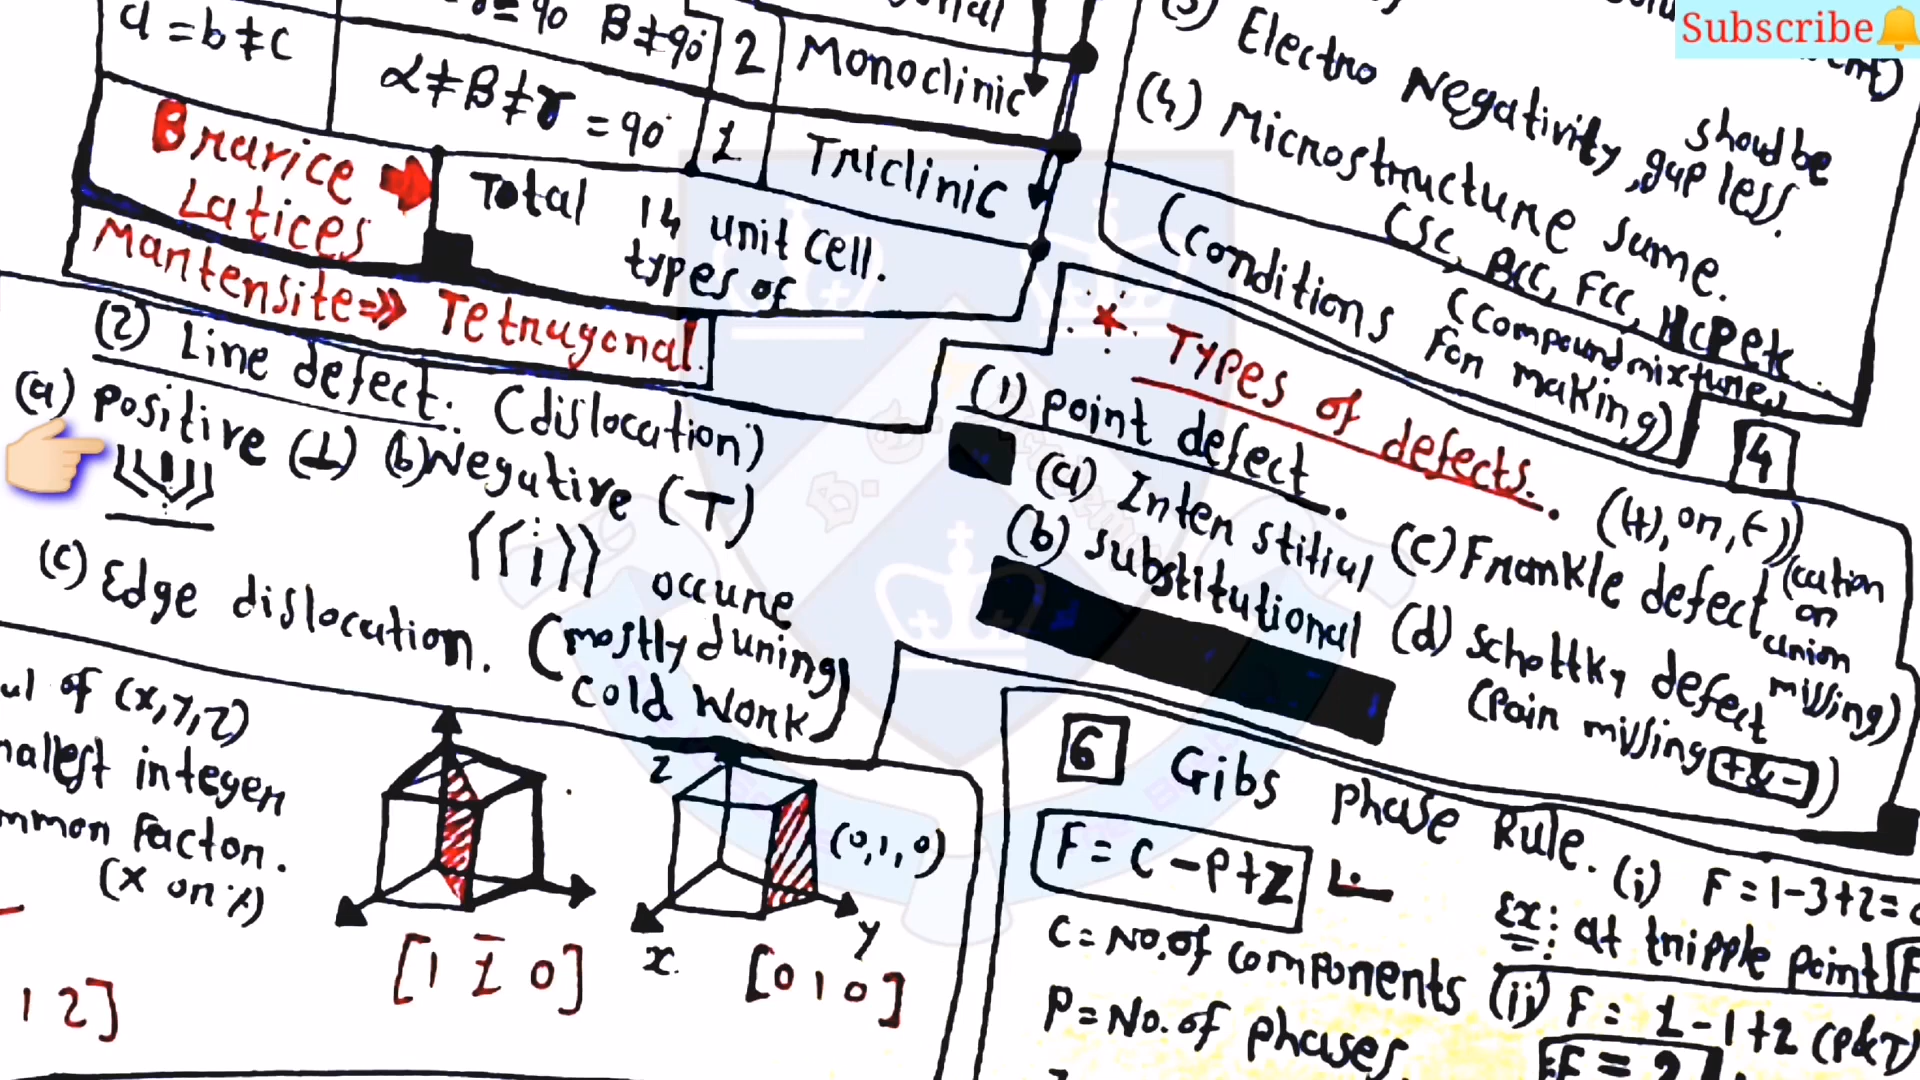 Subscribe
a = b ≠ c
= 90 B ≠ 90°
2
Monoclinic
α ≠ B ≠ γ = 90°
1
Triclinic
Bravice
Latices
Total 14 unit cell.
types of
Mantensite => Tetragonal.
Electro Negativity gap less.
should be
(4) Microstructure same.
(SC, BCC, FCC, HCP etc
(Compound mixtures
(conditions for making)
4
* Types of defects.
(1) point defect.
(a) Interstitial
(b) substitutional
(c) Frankle defect
(+), or, (-)
(cation or anion missing)
(d) Schottky defect
(Pair missing + & -)
(2) Line defect. (dislocation)
(a) positive (⊥) (b) Negative (T)
(c) Edge dislocation.
(mostly occure during cold work)
of (x, y, z)
smallest integer
common Factor.
(x or ÷)
z
x
y
(0,1,0)
[1 1̄ 0]
[0 1 0]
1 2]
6
Gibs phase Rule.
F = C - P + 2
C = No. of components
P = No. of phases
(i) F = 1-3+2 =
Ex: at tripple point
(ii) F = 1-1+2 (P&T)
F = 2